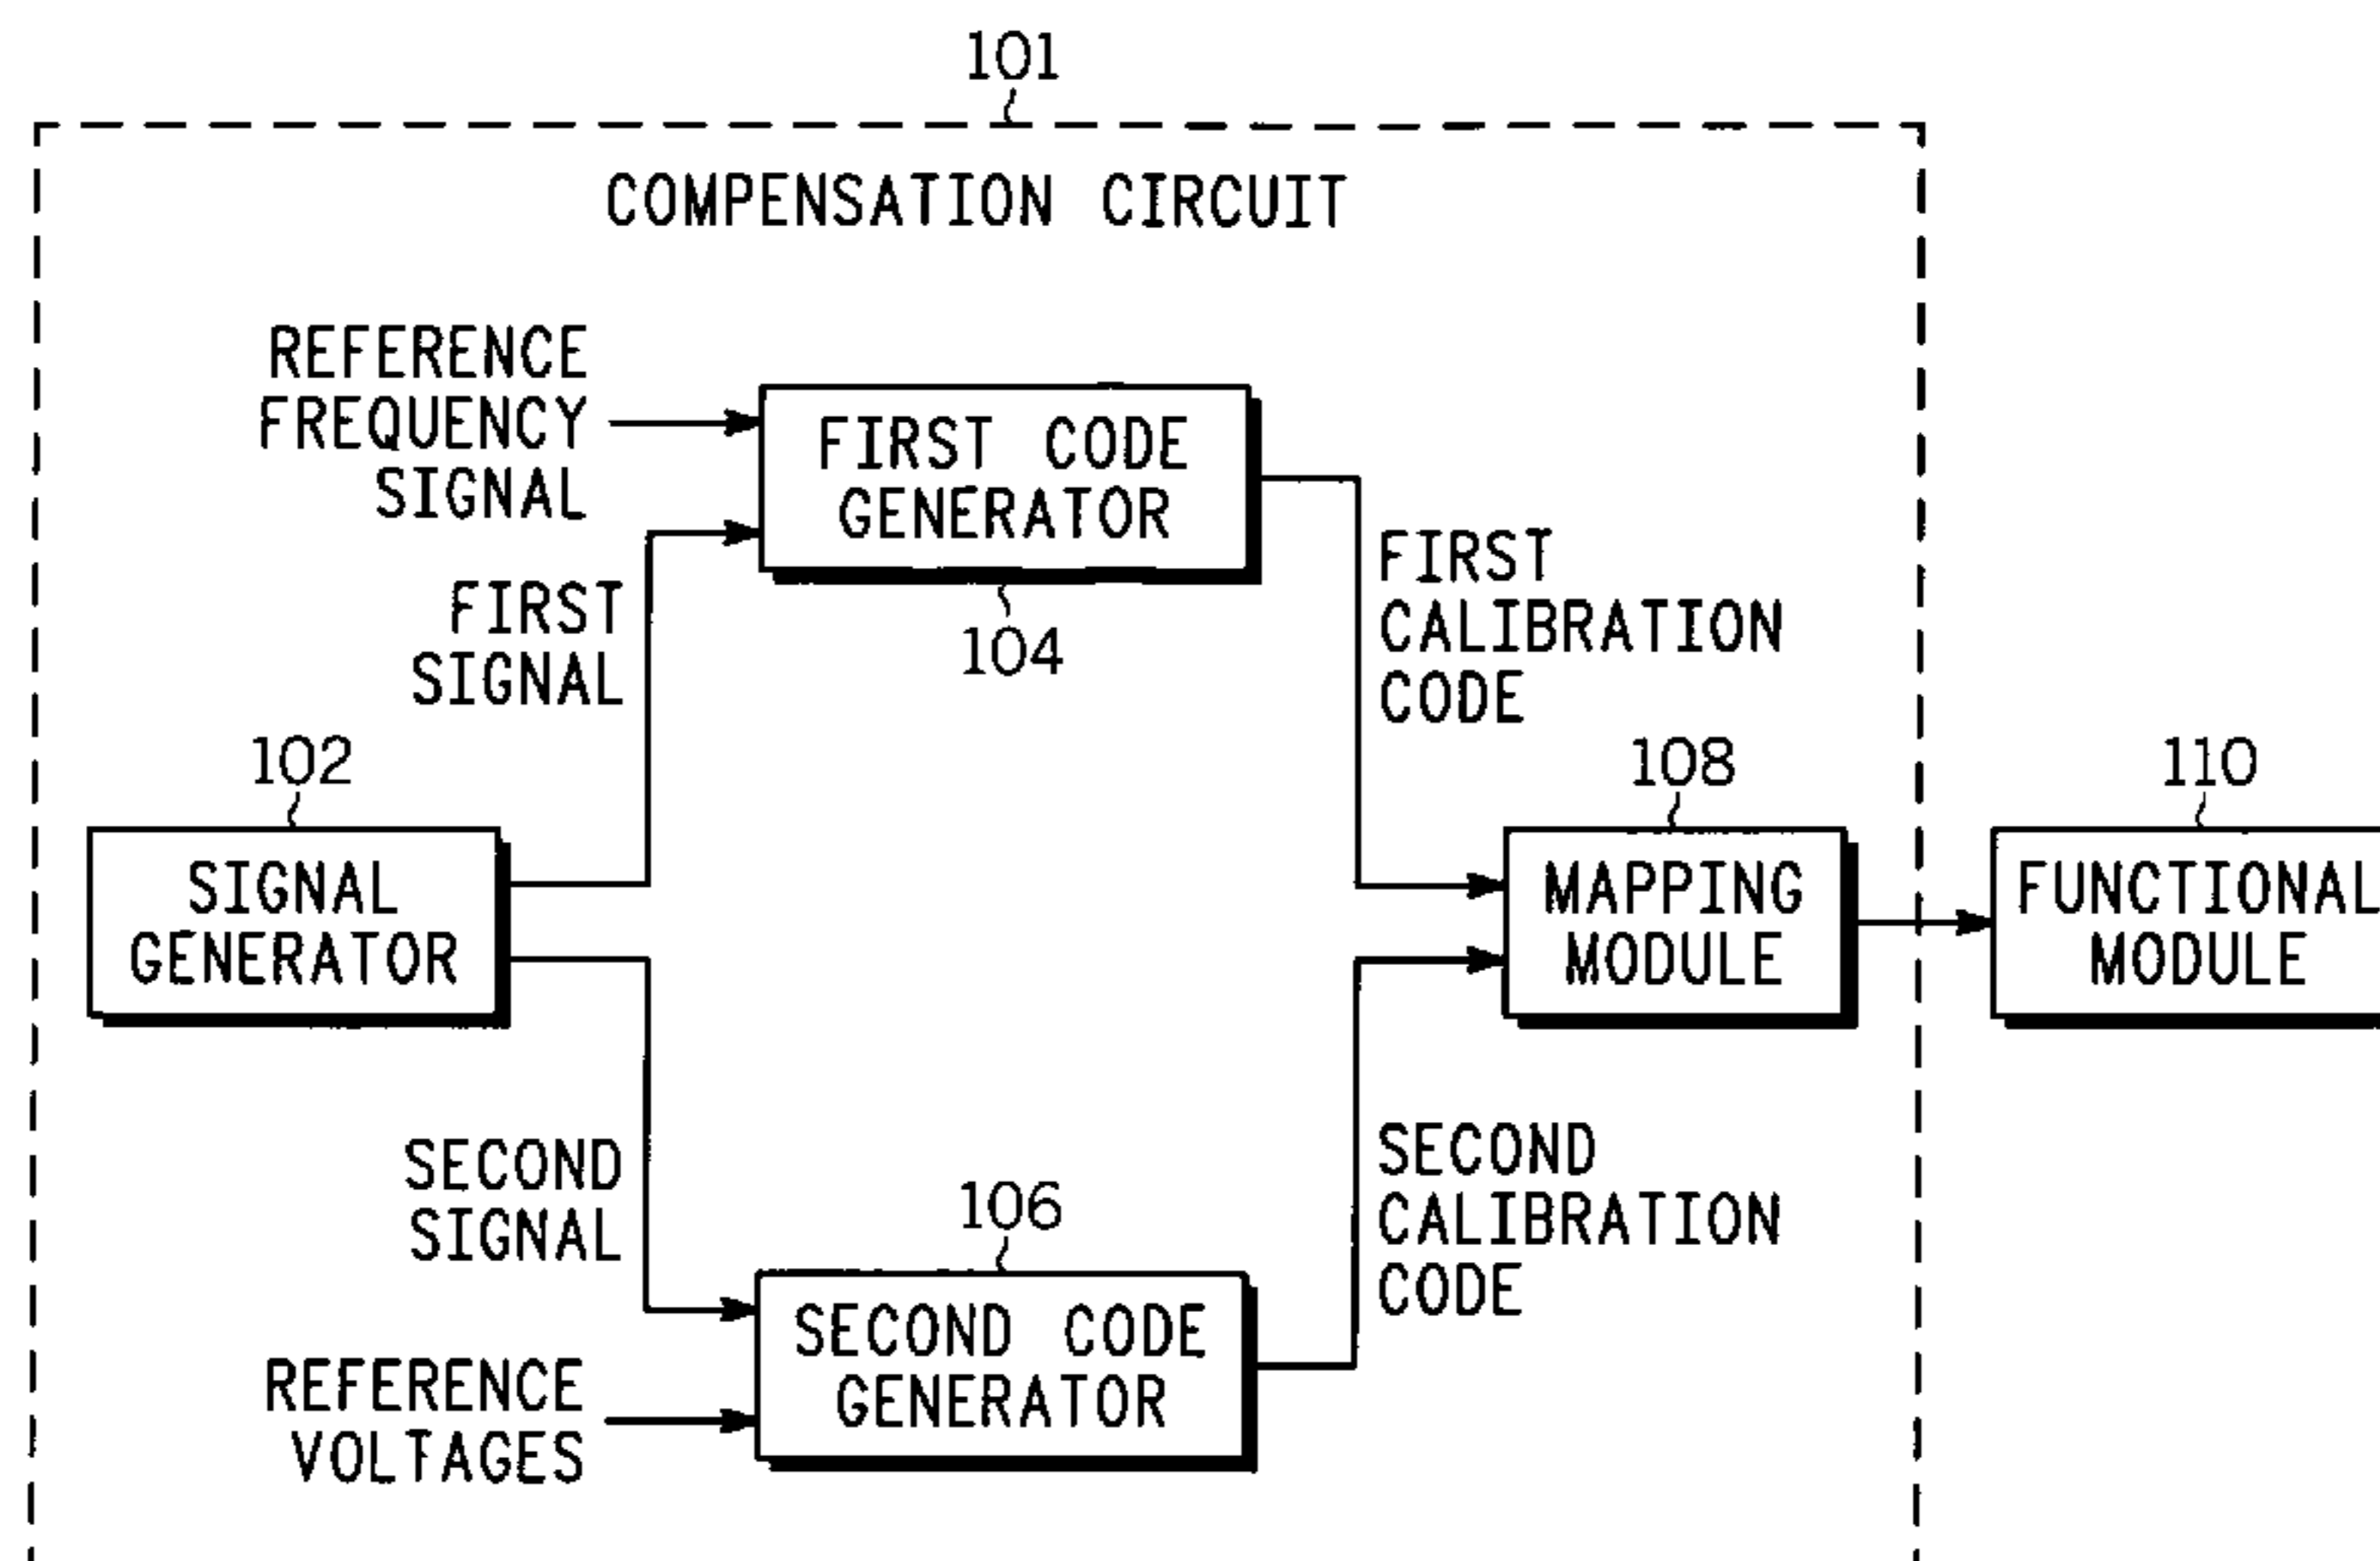 101
COMPENSATION CIRCUIT
REFERENCE
FREQUENCY
SIGNAL
FIRST CODE
GENERATOR
104
FIRST
SIGNAL
FIRST
CALIBRATION
CODE
102
SIGNAL
GENERATOR
108
MAPPING
MODULE
110
FUNCTIONAL
MODULE
SECOND
SIGNAL
106
SECOND CODE
GENERATOR
SECOND
CALIBRATION
CODE
REFERENCE
VOLTAGES